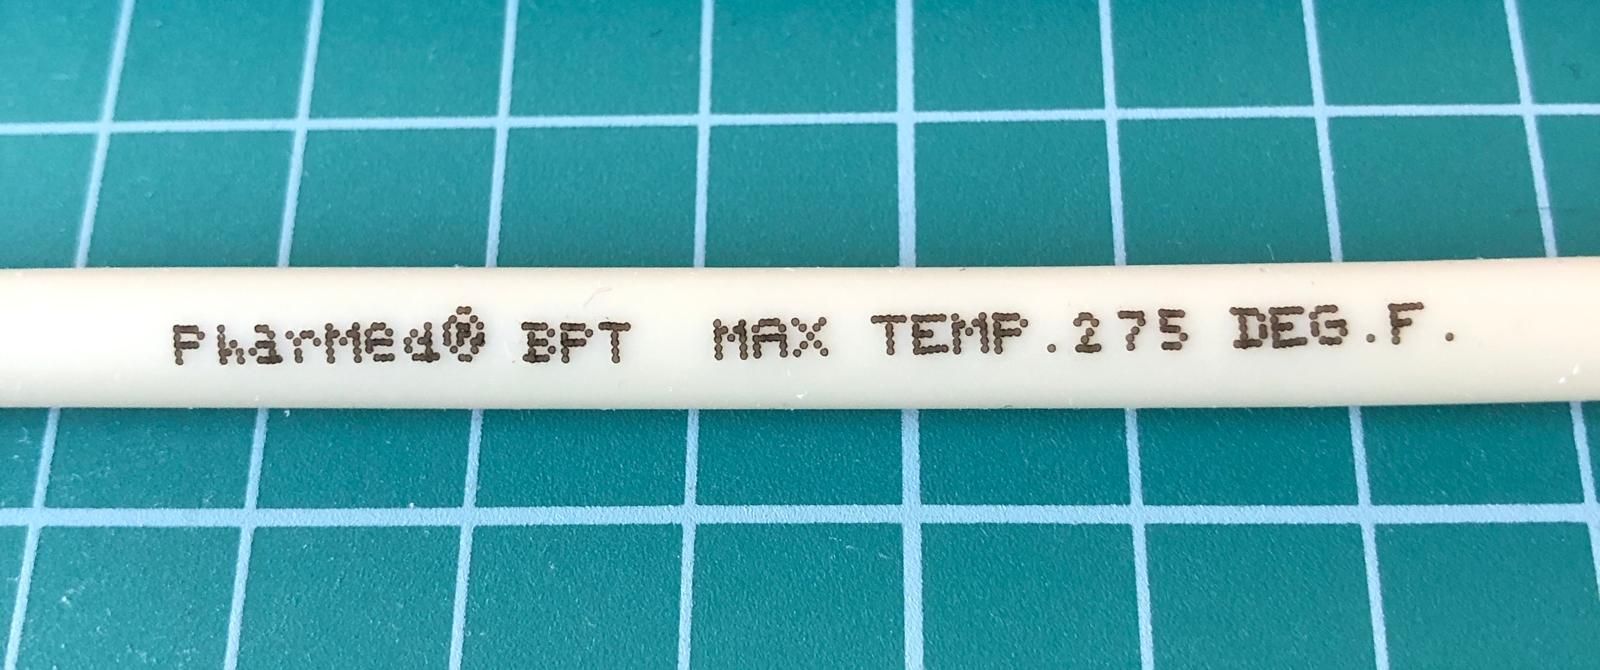 PharMed® BPT MAX TEMP.275 DEG.F.